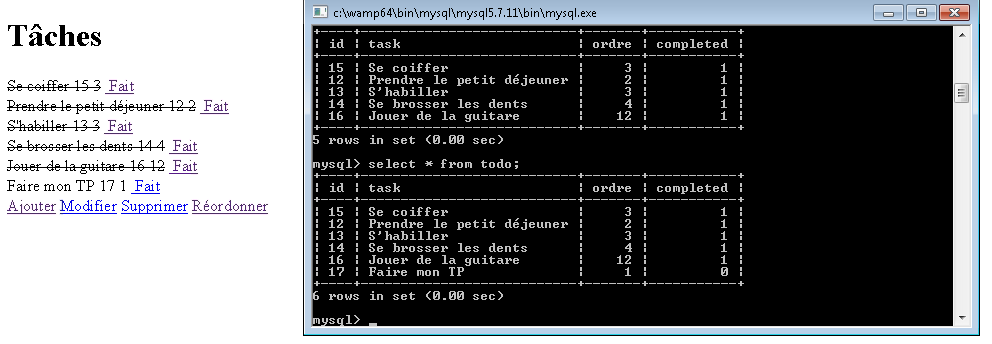 Tâches
Se coiffer 15 3 Fait
Prendre le petit déjeuner 12 2 Fait
S'habiller 13 3 Fait
Se brosser les dents 14 4 Fait
Jouer de la guitare 16 12 Fait
Faire mon TP 17 1 Fait
Ajouter Modifier Supprimer Réordonner
c:\wamp64\bin\mysql\mysql5.7.11\bin\mysql.exe
| id | task | ordre | completed |
| 15 | Se coiffer | 3 | 1 |
| 12 | Prendre le petit déjeuner | 2 | 1 |
| 13 | S'habiller | 3 | 1 |
| 14 | Se brosser les dents | 4 | 1 |
| 16 | Jouer de la guitare | 12 | 1 |
5 rows in set (0.00 sec)
mysql> select * from todo;
| id | task | ordre | completed |
| 15 | Se coiffer | 3 | 1 |
| 12 | Prendre le petit déjeuner | 2 | 1 |
| 13 | S'habiller | 3 | 1 |
| 14 | Se brosser les dents | 4 | 1 |
| 16 | Jouer de la guitare | 12 | 1 |
| 17 | Faire mon TP | 1 | 0 |
6 rows in set (0.00 sec)
mysql> _